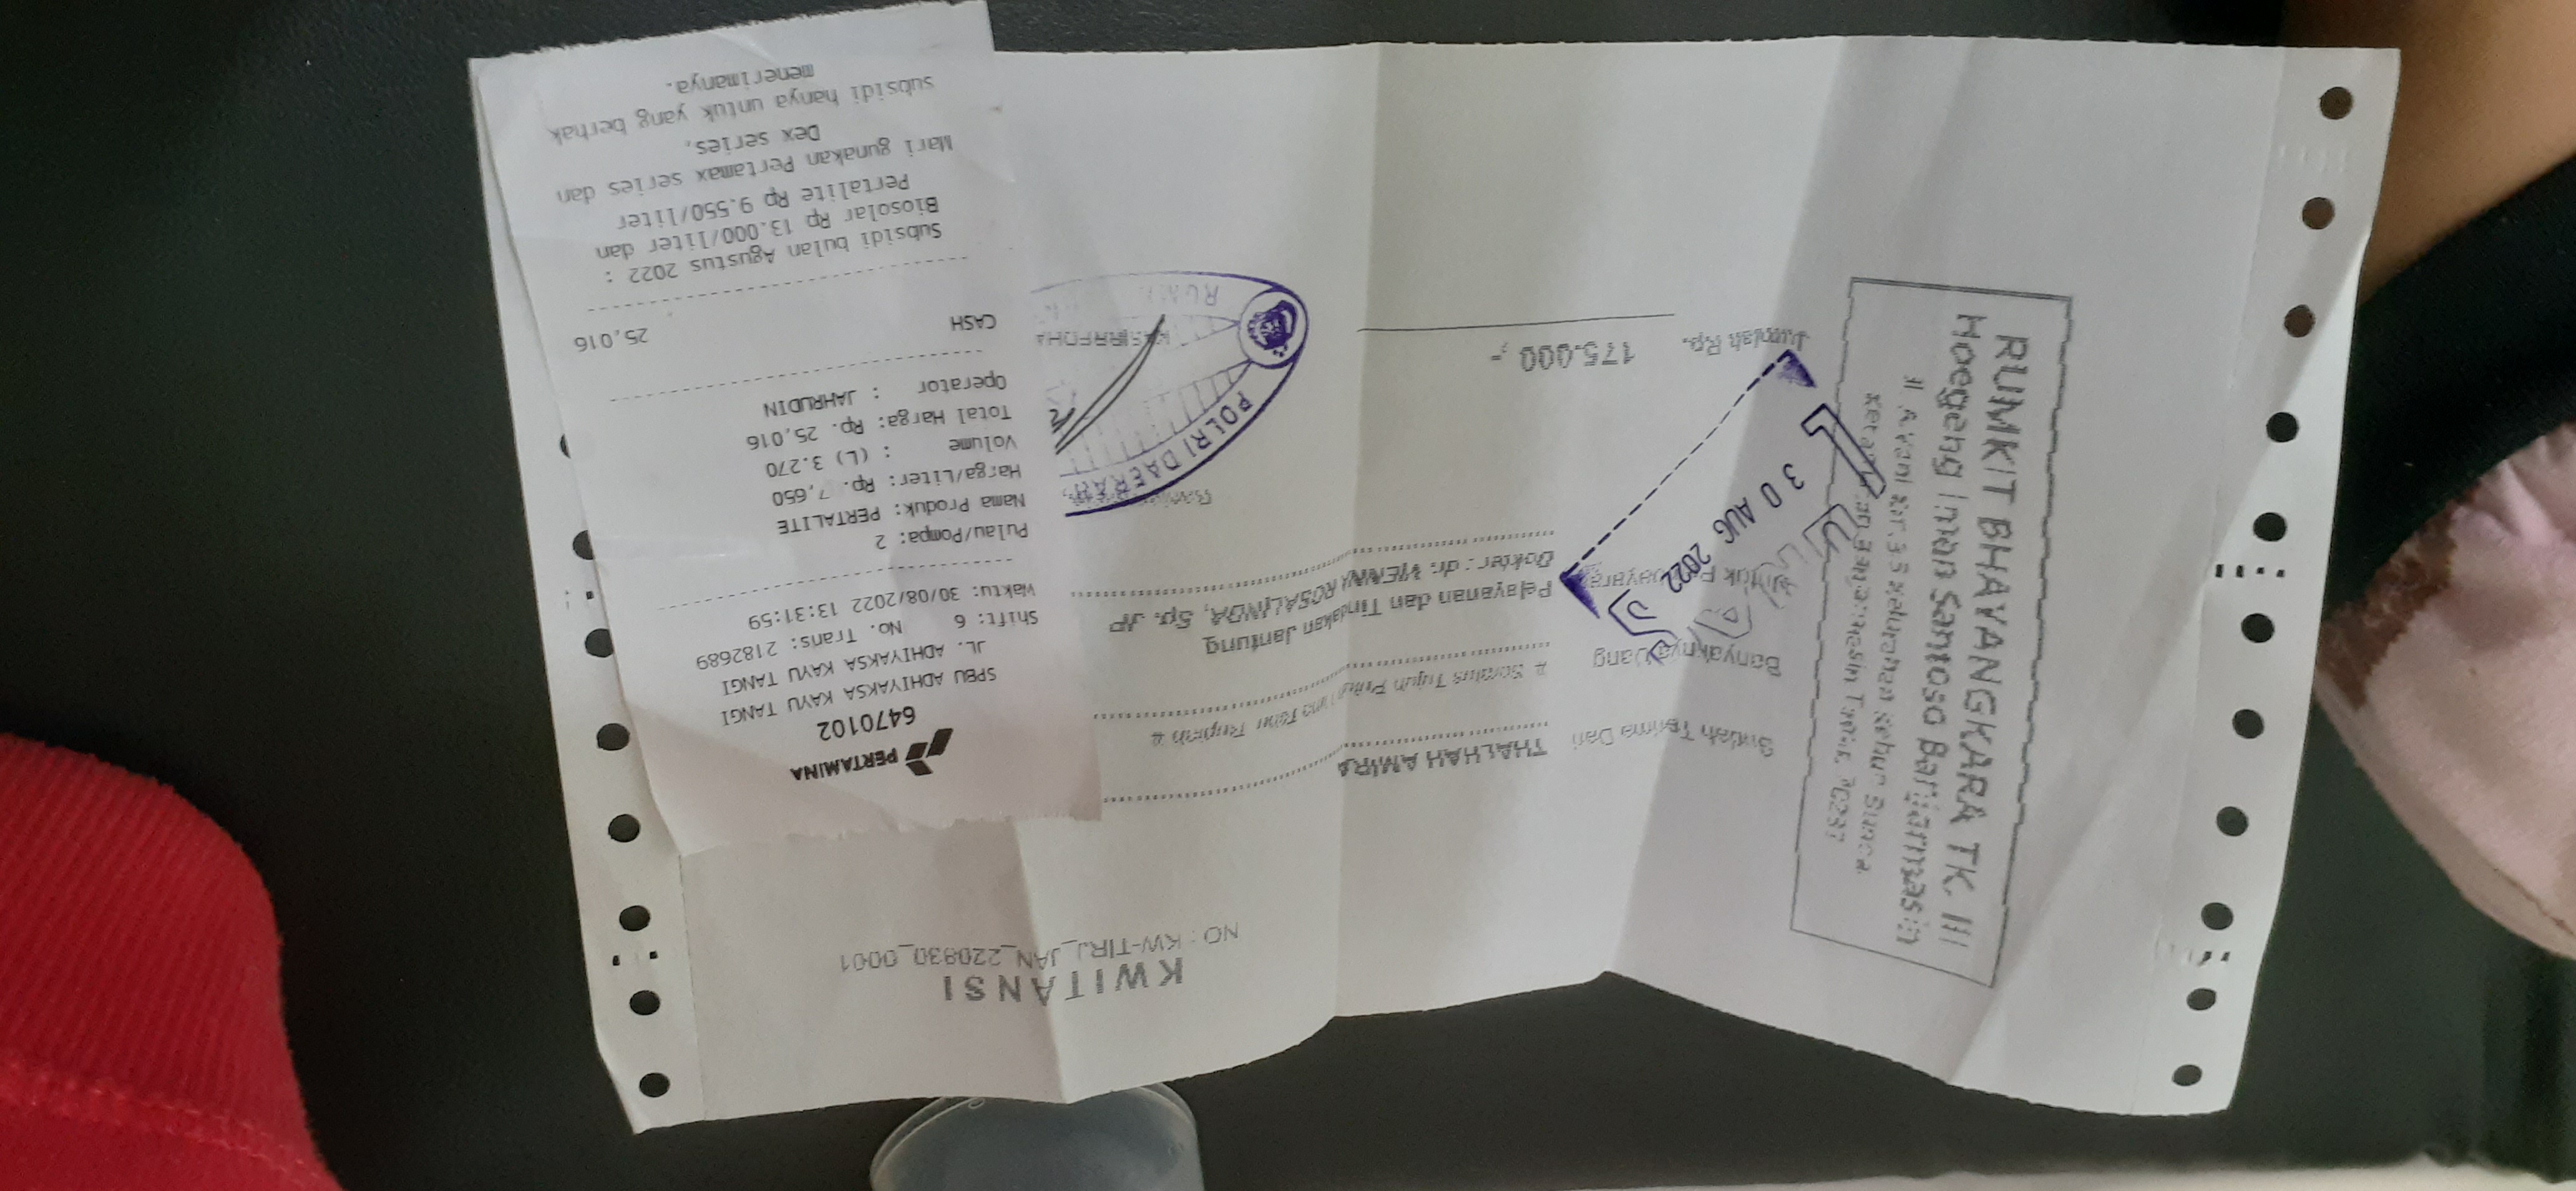 PERTAMINA
6470102
SPBU ADHIYAKSA KAYU TANGI
JL. ADHIYAKSA KAYU TANGI
Shift: 6 No. Trans: 2182689
Waktu: 30/08/2022 13:31:59
Pulau/Pompa: 2
Nama Produk: PERTALITE
Harga/Liter: Rp. 7,650
Volume : (L) 3.270
Total Harga: Rp. 25,016
Operator : JAHRUDIN
CASH 25,016
Subsidi bulan Agustus 2022 :
Biosolar Rp 13.000/liter dan
Pertalite Rp 9.550/liter
Mari gunakan Pertamax series dan
Dex series,
subsidi hanya untuk yang berhak
menerimanya.
KWITANSI
NO : KW-TIRJ_JAN_220830_0001
Sudah Terima Dari THALHAH AMIRA
Banyaknya Uang # Seratus Tujuh Puluh Lima Ribu Rupiah #
Untuk Pembayaran Pelayanan dan Tindakan Jantung
Dokter : dr. WIENNA ROSALINDA, Sp. JP
Jumlah Rp. 175.000 ,-
RUMKIT BHAYANGKARA TK. III
Hoegeng Iman Santoso Banjarmasin
30 AUG 2022
POLRI DAERAH